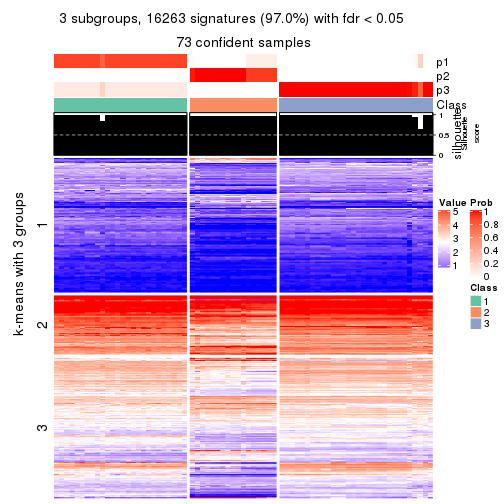 3 subgroups, 16263 signatures (97.0%) with fdr < 0.05
73 confident samples
p1
p2
p3
Class
silhouette
Silhouette
score
1
0.5
0
k-means with 3 groups
1
2
3
Value
5
4
3
2
1
Prob
1
0.8
0.6
0.4
0.2
0
Class
1
2
3